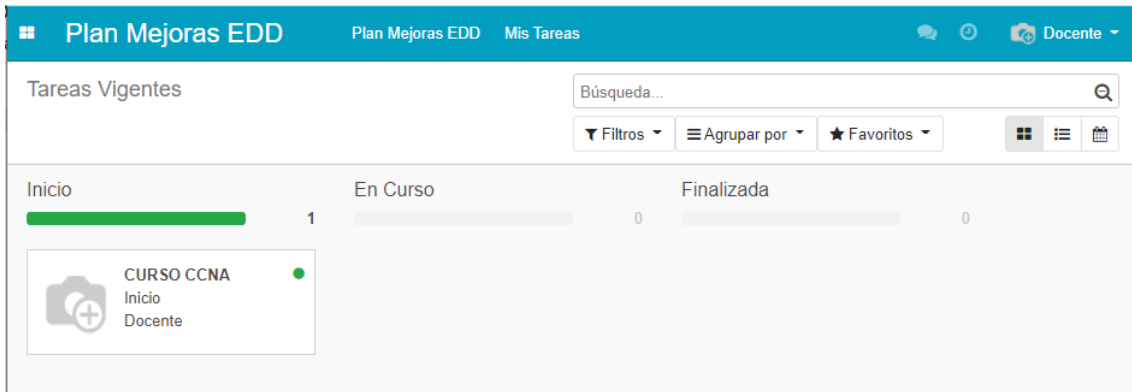 Plan Mejoras EDD Plan Mejoras EDD Mis Tareas Docente
Tareas Vigentes Búsqueda...
Filtros Agrupar por Favoritos
Inicio En Curso Finalizada
1 0 0
CURSO CCNA
Inicio
Docente